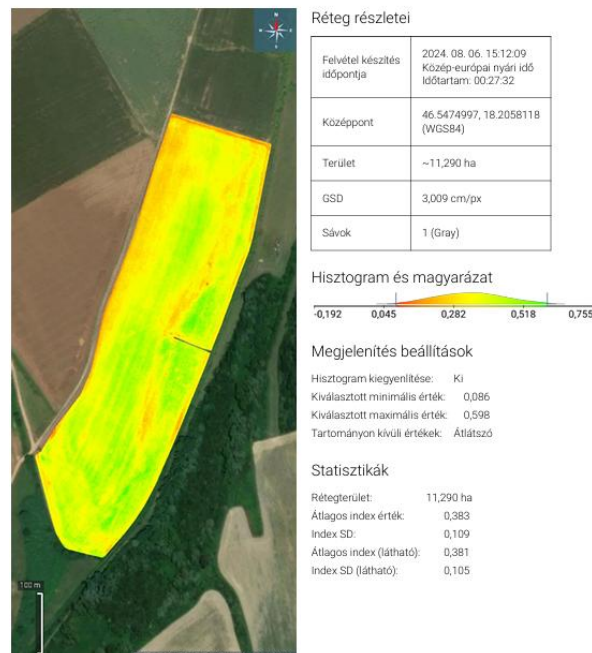 Réteg részletei
Felvétel készítés
időpontja
2024. 08. 06. 15:12:09
Közép-európai nyári idő
Időtartam: 00:27:32
Középpont
46.5474997, 18.2058118
(WGS84)
Terület
~11,290 ha
GSD
3,009 cm/px
Sávok
1 (Gray)
Hisztogram és magyarázat
-0,192 0,045 0,282 0,518 0,755
Megjelenítés beállítások
Hisztogram kiegyenlítése: Ki
Kiválasztott minimális érték: 0,086
Kiválasztott maximális érték: 0,598
Tartományon kívüli értékek: Átlátszó
Statisztikák
Rétegterület: 11,290 ha
Átlagos index érték: 0,383
Index SD: 0,109
Átlagos index (látható): 0,381
Index SD (látható): 0,105
100 m